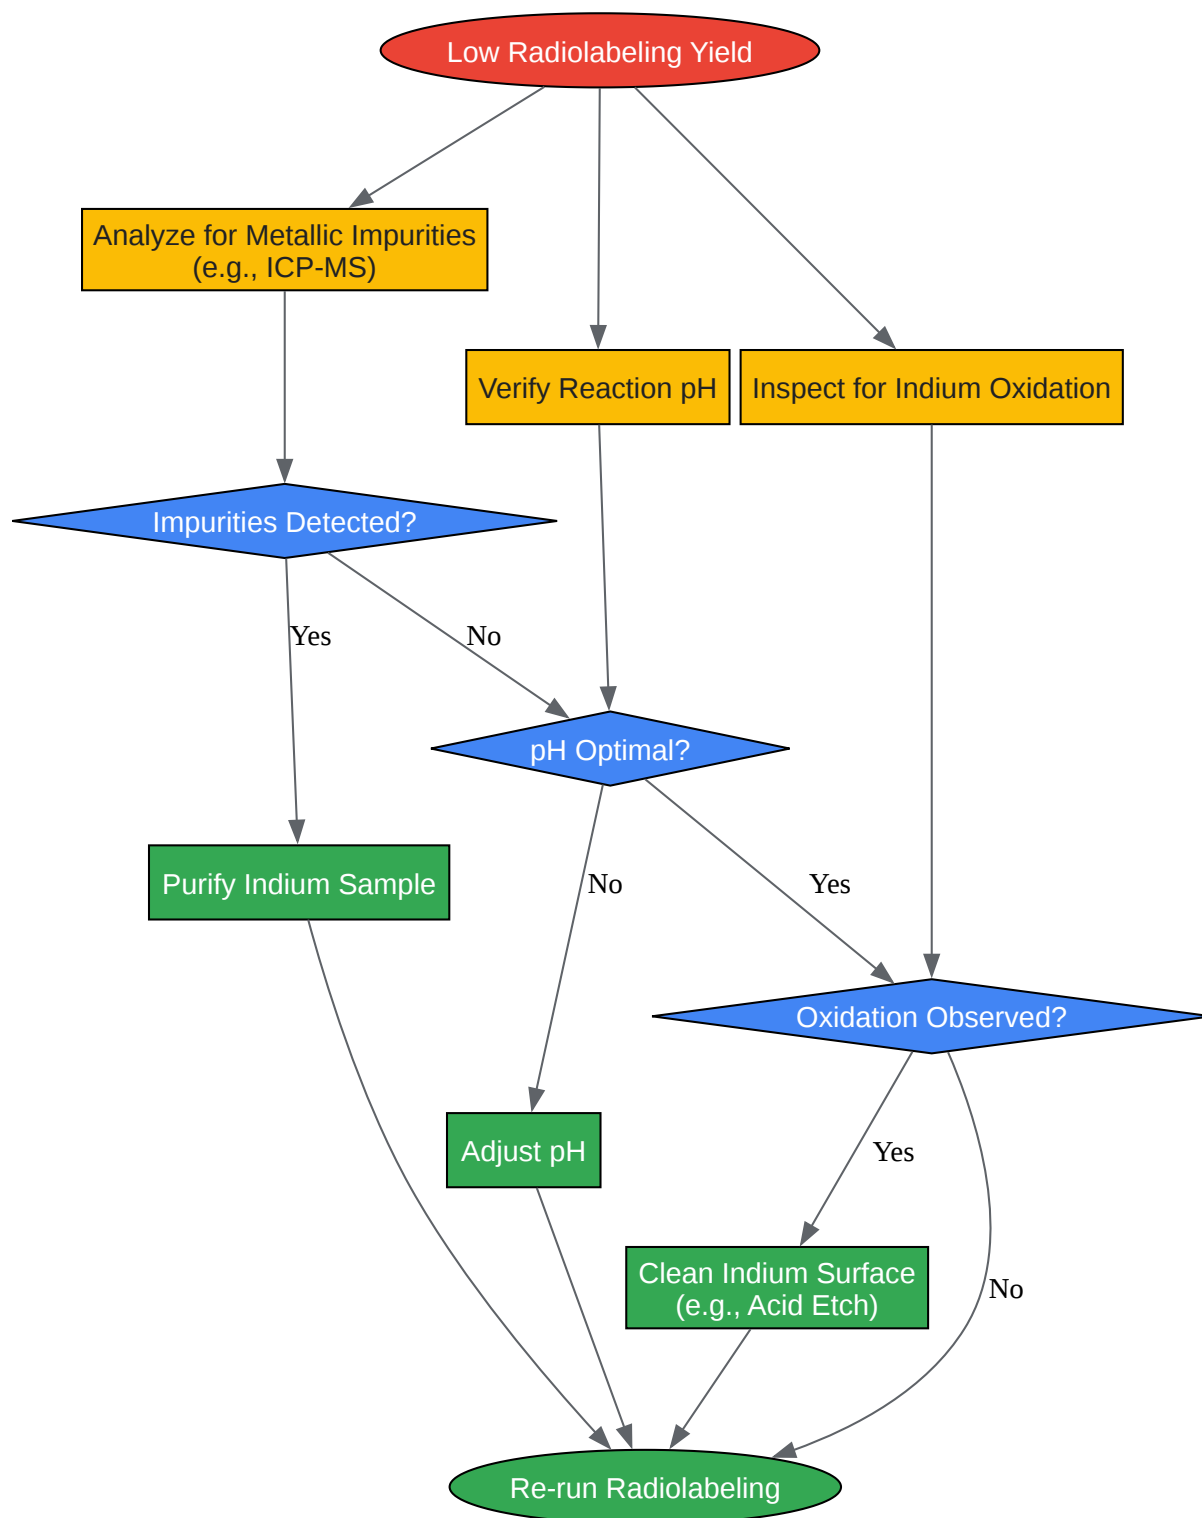 Low Radiolabeling Yield
Analyze for Metallic Impurities
(e.g., ICP-MS)
Verify Reaction pH
Inspect for Indium Oxidation
Impurities Detected?
Yes
No
pH Optimal?
Purify Indium Sample
No
Yes
Oxidation Observed?
Adjust pH
Yes
Clean Indium Surface
(e.g., Acid Etch)
No
Re-run Radiolabeling